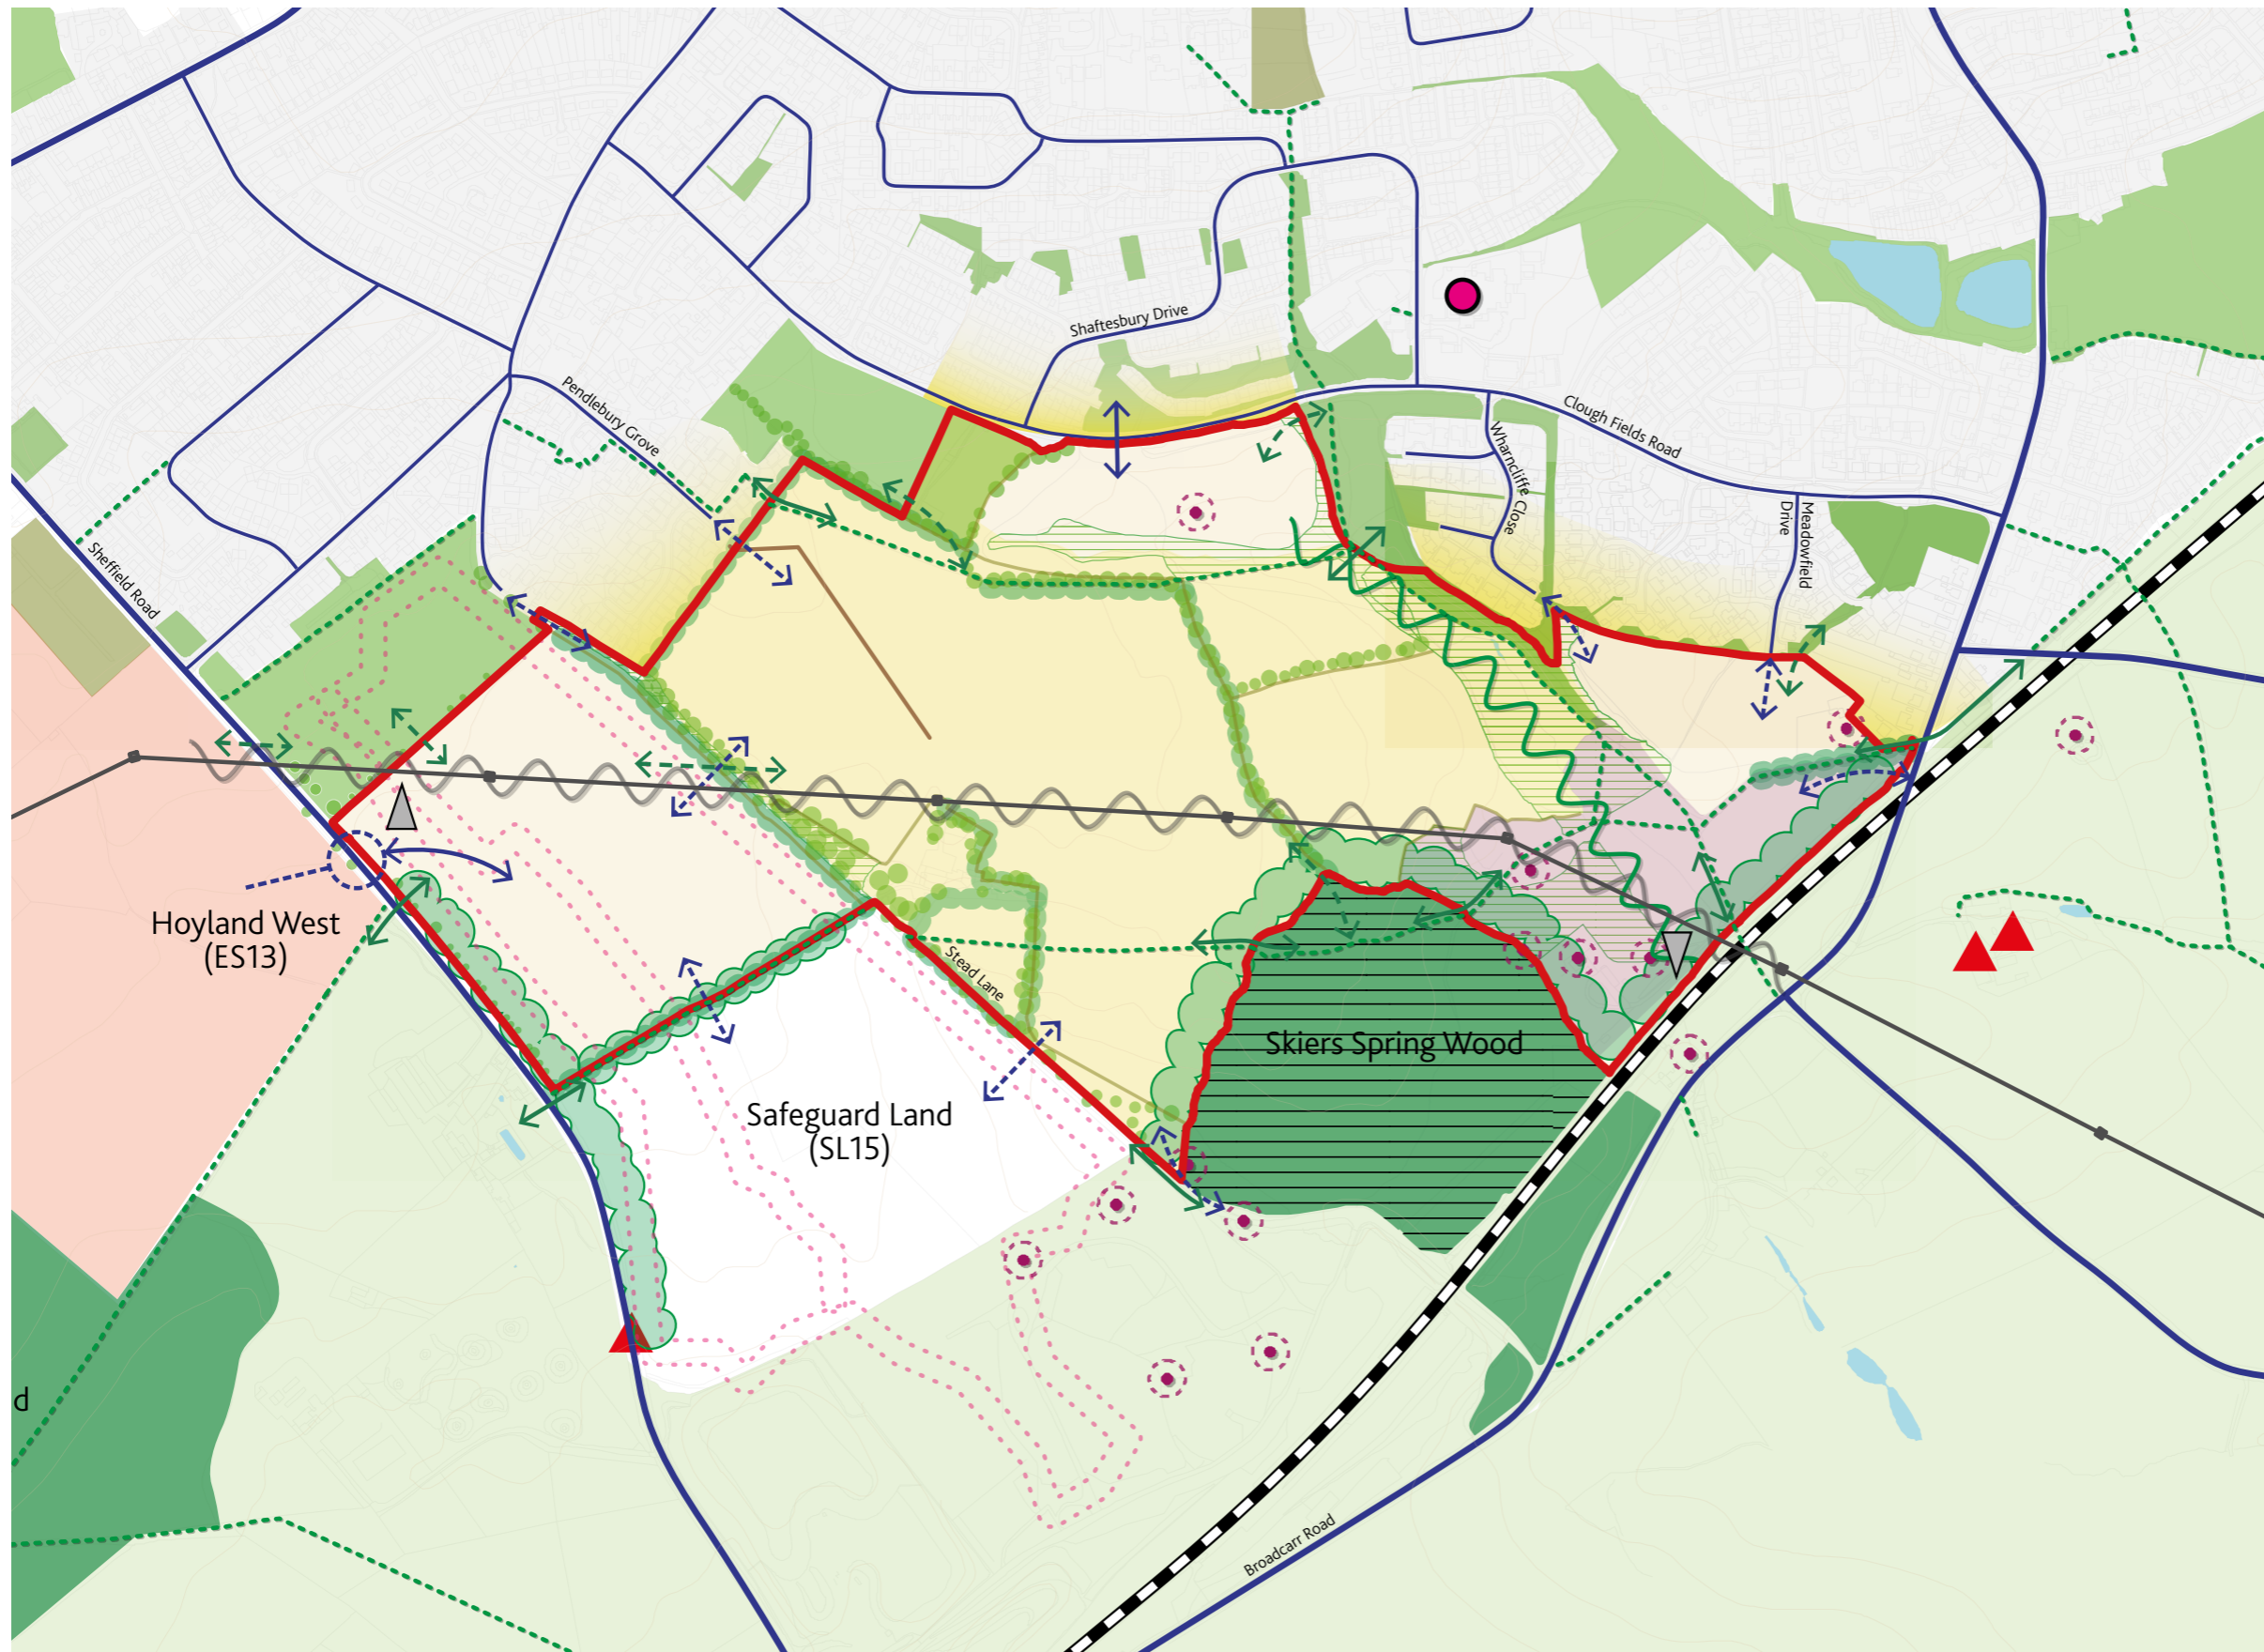 Shaftesbury Drive
Pendlebury Grove
Clough Fields Road
Wharncliffe
Close
Meadowfield
Drive
Sheffield Road
Hoyland West
(ES13)
Stead Lane
Skiers Spring Wood
Safeguard Land
(SL15)
d
Broadcarr Road